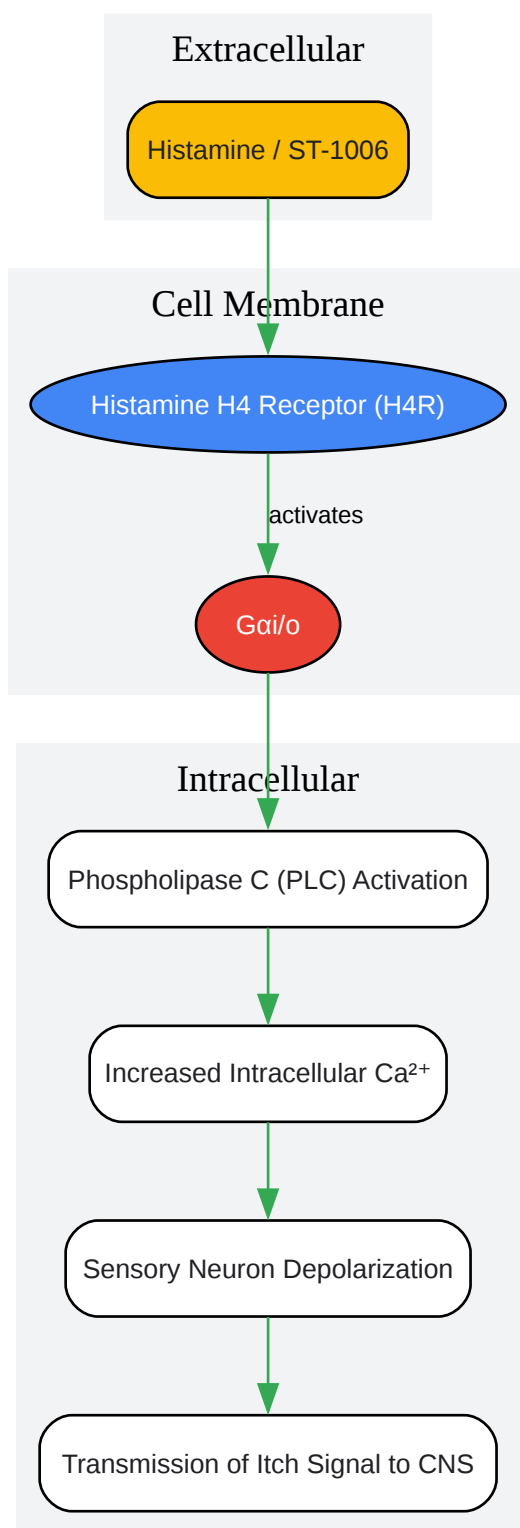 Extracellular
Histamine / ST-1006
Cell Membrane
Histamine H4 Receptor (H4R)
activates
Gαi/o
Intracellular
Phospholipase C (PLC) Activation
Increased Intracellular Ca²⁺
Sensory Neuron Depolarization
Transmission of Itch Signal to CNS